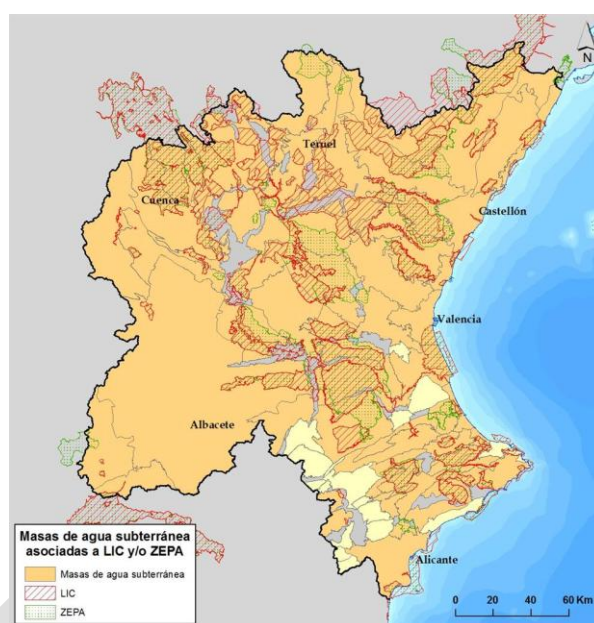 N
Teruel
Cuenca
Castellón
Valencia
Albacete
Alicante
Masas de agua subterránea
asociadas a LIC y/o ZEPA
Masas de agua subterránea
LIC
ZEPA
0 20 40 60 Km